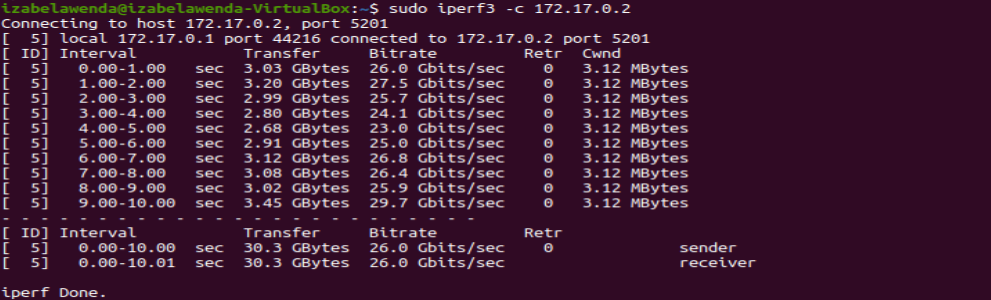 izabelawenda@izabelawenda-VirtualBox:~$ sudo iperf3 -c 172.17.0.2
Connecting to host 172.17.0.2, port 5201
[  5] local 172.17.0.1 port 44216 connected to 172.17.0.2 port 5201
[ ID] Interval           Transfer     Bitrate         Retr  Cwnd
[  5]   0.00-1.00   sec  3.03 GBytes  26.0 Gbits/sec    0   3.12 MBytes
[  5]   1.00-2.00   sec  3.20 GBytes  27.5 Gbits/sec    0   3.12 MBytes
[  5]   2.00-3.00   sec  2.99 GBytes  25.7 Gbits/sec    0   3.12 MBytes
[  5]   3.00-4.00   sec  2.80 GBytes  24.1 Gbits/sec    0   3.12 MBytes
[  5]   4.00-5.00   sec  2.68 GBytes  23.0 Gbits/sec    0   3.12 MBytes
[  5]   5.00-6.00   sec  2.91 GBytes  25.0 Gbits/sec    0   3.12 MBytes
[  5]   6.00-7.00   sec  3.12 GBytes  26.8 Gbits/sec    0   3.12 MBytes
[  5]   7.00-8.00   sec  3.08 GBytes  26.4 Gbits/sec    0   3.12 MBytes
[  5]   8.00-9.00   sec  3.02 GBytes  25.9 Gbits/sec    0   3.12 MBytes
[  5]   9.00-10.00  sec  3.45 GBytes  29.7 Gbits/sec    0   3.12 MBytes
- - - - - - - - - - - - - - - - - - - - - - - - -
[ ID] Interval           Transfer     Bitrate         Retr
[  5]   0.00-10.00  sec  30.3 GBytes  26.0 Gbits/sec    0             sender
[  5]   0.00-10.01  sec  30.3 GBytes  26.0 Gbits/sec                  receiver
iperf Done.